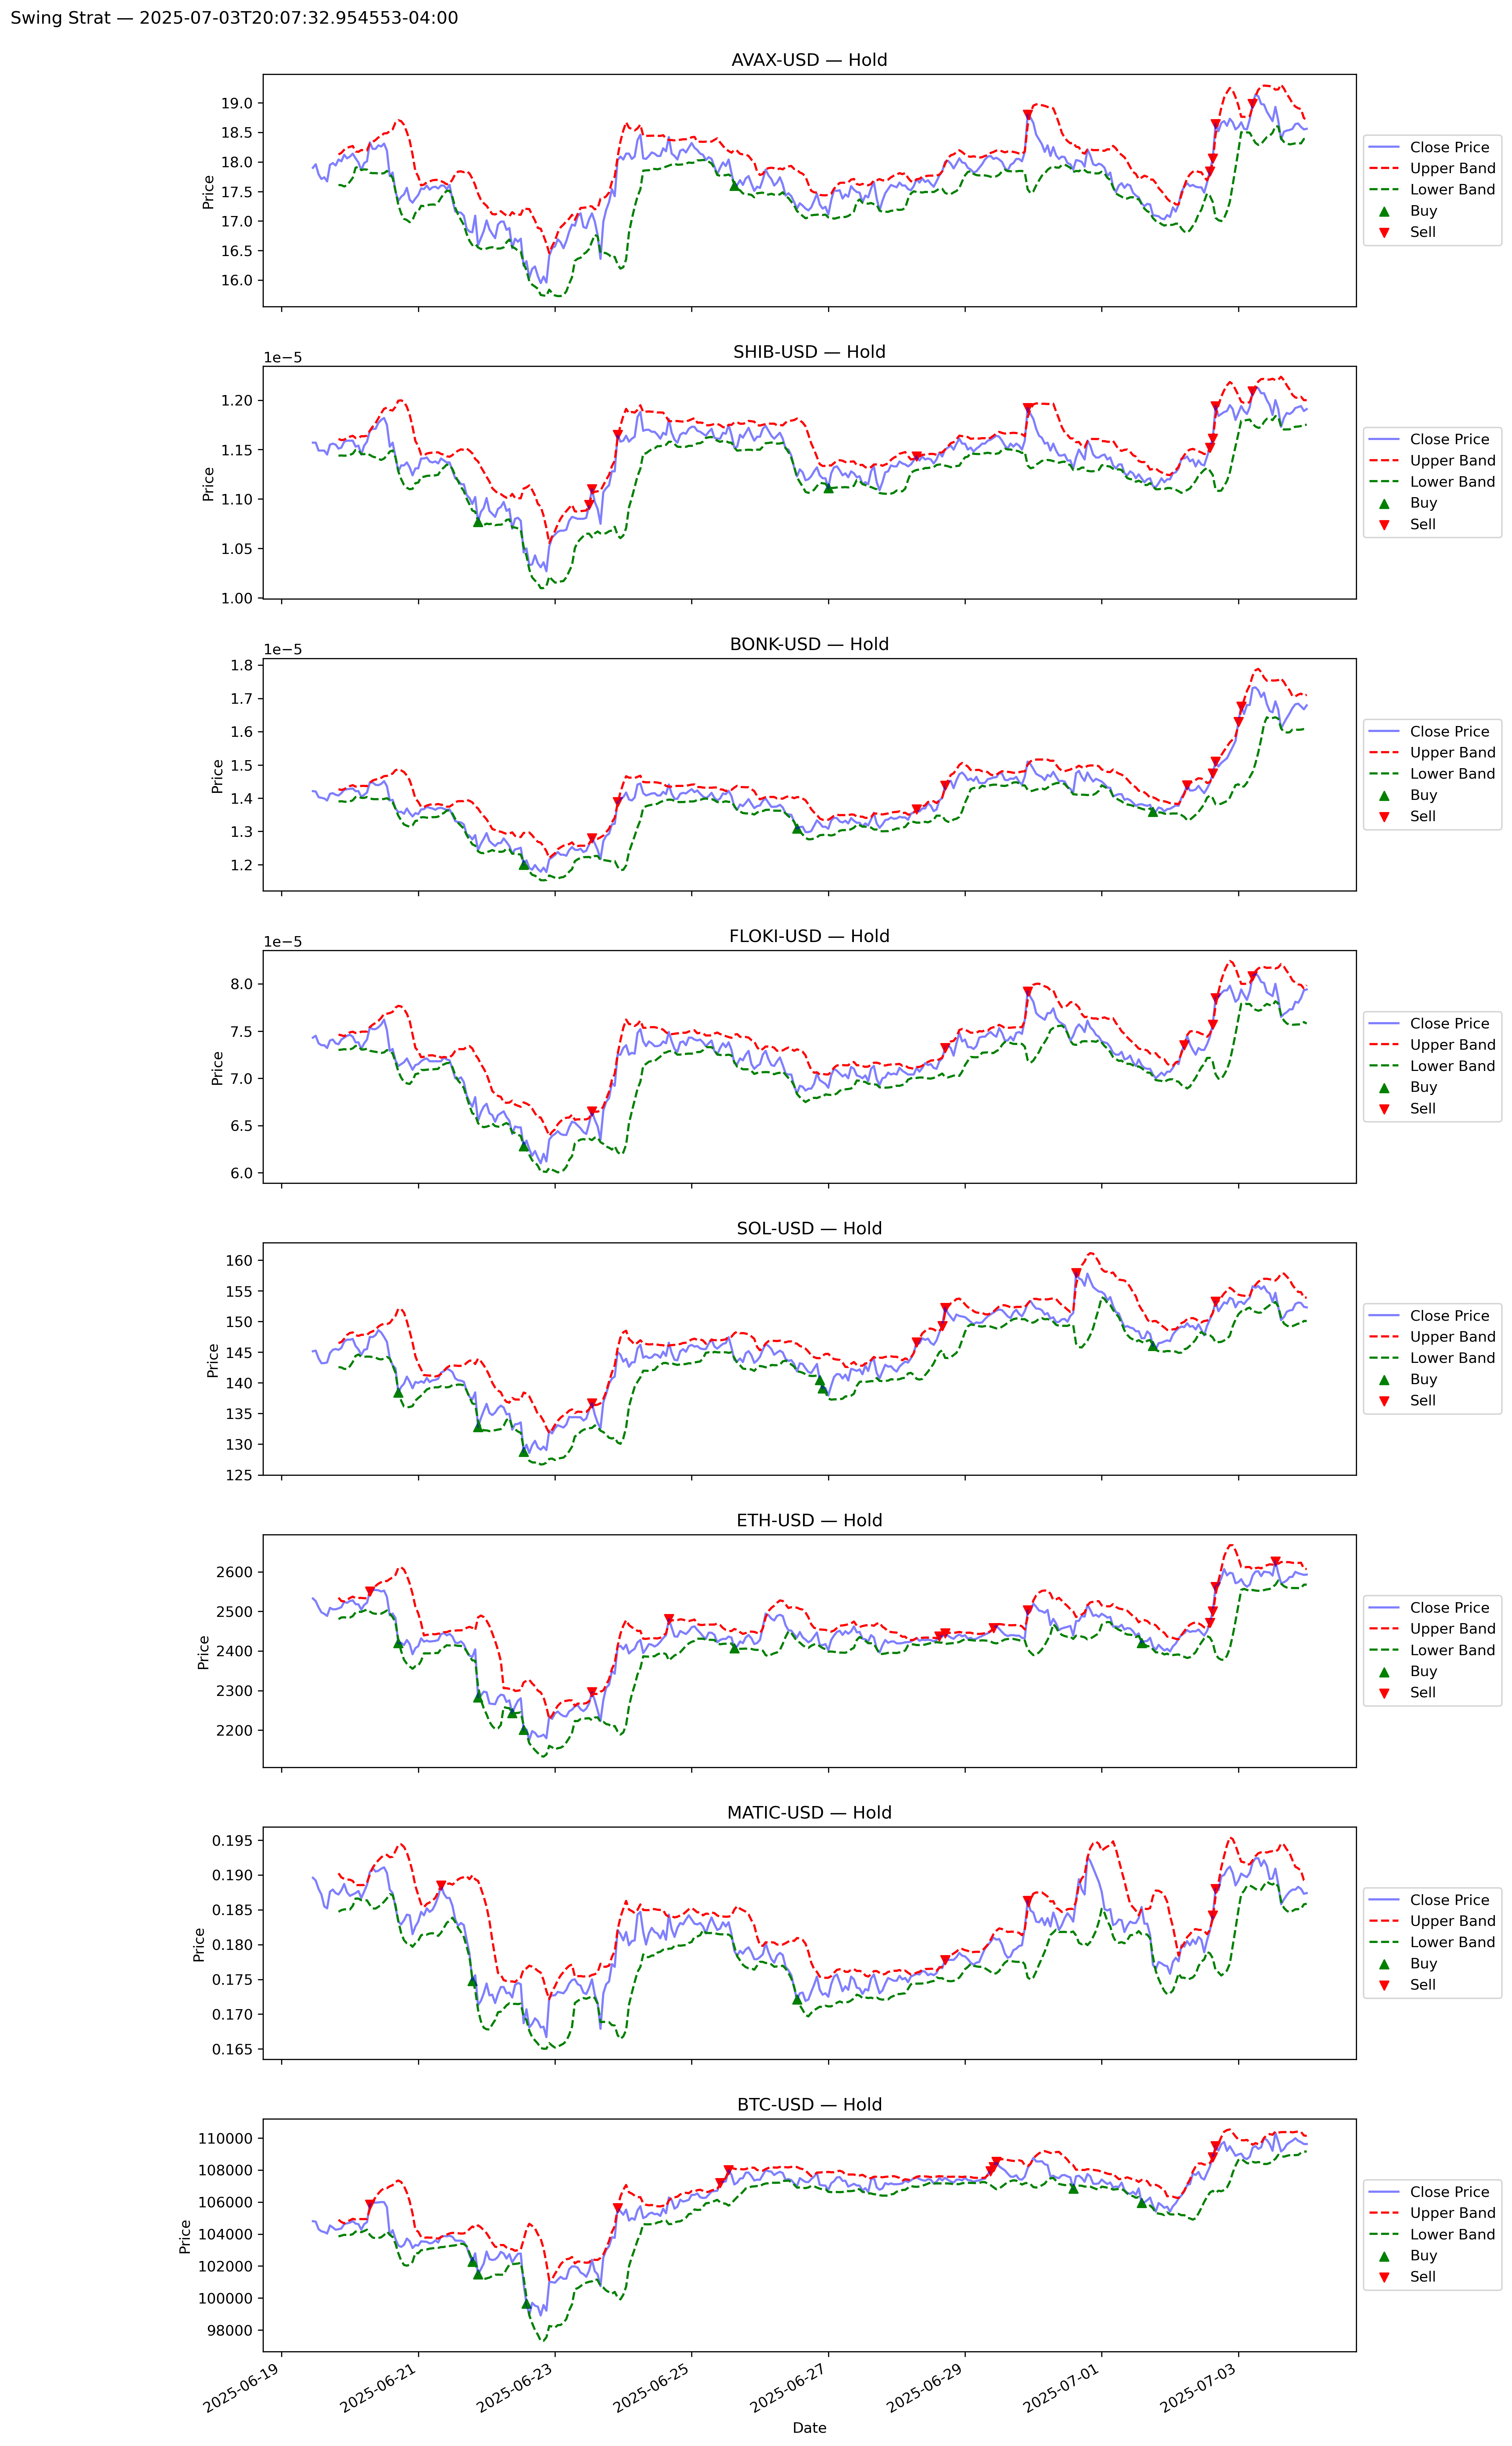 Swing Strat — 2025-07-03T20:07:32.954553-04:00
AVAX-USD — Hold
19.0
18.5
18.0
17.5
17.0
16.5
16.0
Price
Close Price
Upper Band
Lower Band
Buy
Sell
SHIB-USD — Hold
1e−5
1.20
1.15
1.10
1.05
1.00
Price
Close Price
Upper Band
Lower Band
Buy
Sell
BONK-USD — Hold
1e−5
1.8
1.7
1.6
1.5
1.4
1.3
1.2
Price
Close Price
Upper Band
Lower Band
Buy
Sell
FLOKI-USD — Hold
1e−5
8.0
7.5
7.0
6.5
6.0
Price
Close Price
Upper Band
Lower Band
Buy
Sell
SOL-USD — Hold
160
155
150
145
140
135
130
125
Price
Close Price
Upper Band
Lower Band
Buy
Sell
ETH-USD — Hold
2600
2500
2400
2300
2200
Price
Close Price
Upper Band
Lower Band
Buy
Sell
MATIC-USD — Hold
0.195
0.190
0.185
0.180
0.175
0.170
0.165
Price
Close Price
Upper Band
Lower Band
Buy
Sell
BTC-USD — Hold
110000
108000
106000
104000
102000
100000
98000
Price
Close Price
Upper Band
Lower Band
Buy
Sell
2025-06-19
2025-06-21
2025-06-23
2025-06-25
2025-06-27
2025-06-29
2025-07-01
2025-07-03
Date